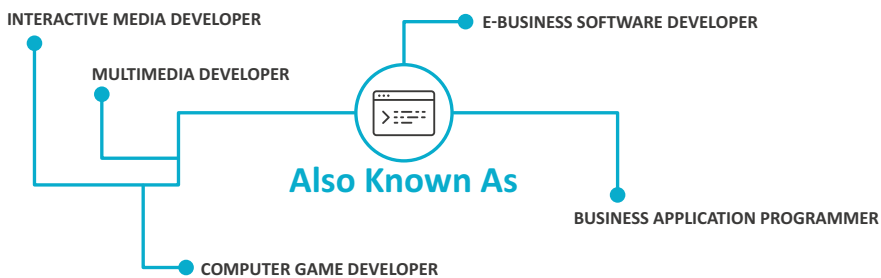 INTERACTIVE MEDIA DEVELOPER
E-BUSINESS SOFTWARE DEVELOPER
MULTIMEDIA DEVELOPER
Also Known As
BUSINESS APPLICATION PROGRAMMER
COMPUTER GAME DEVELOPER